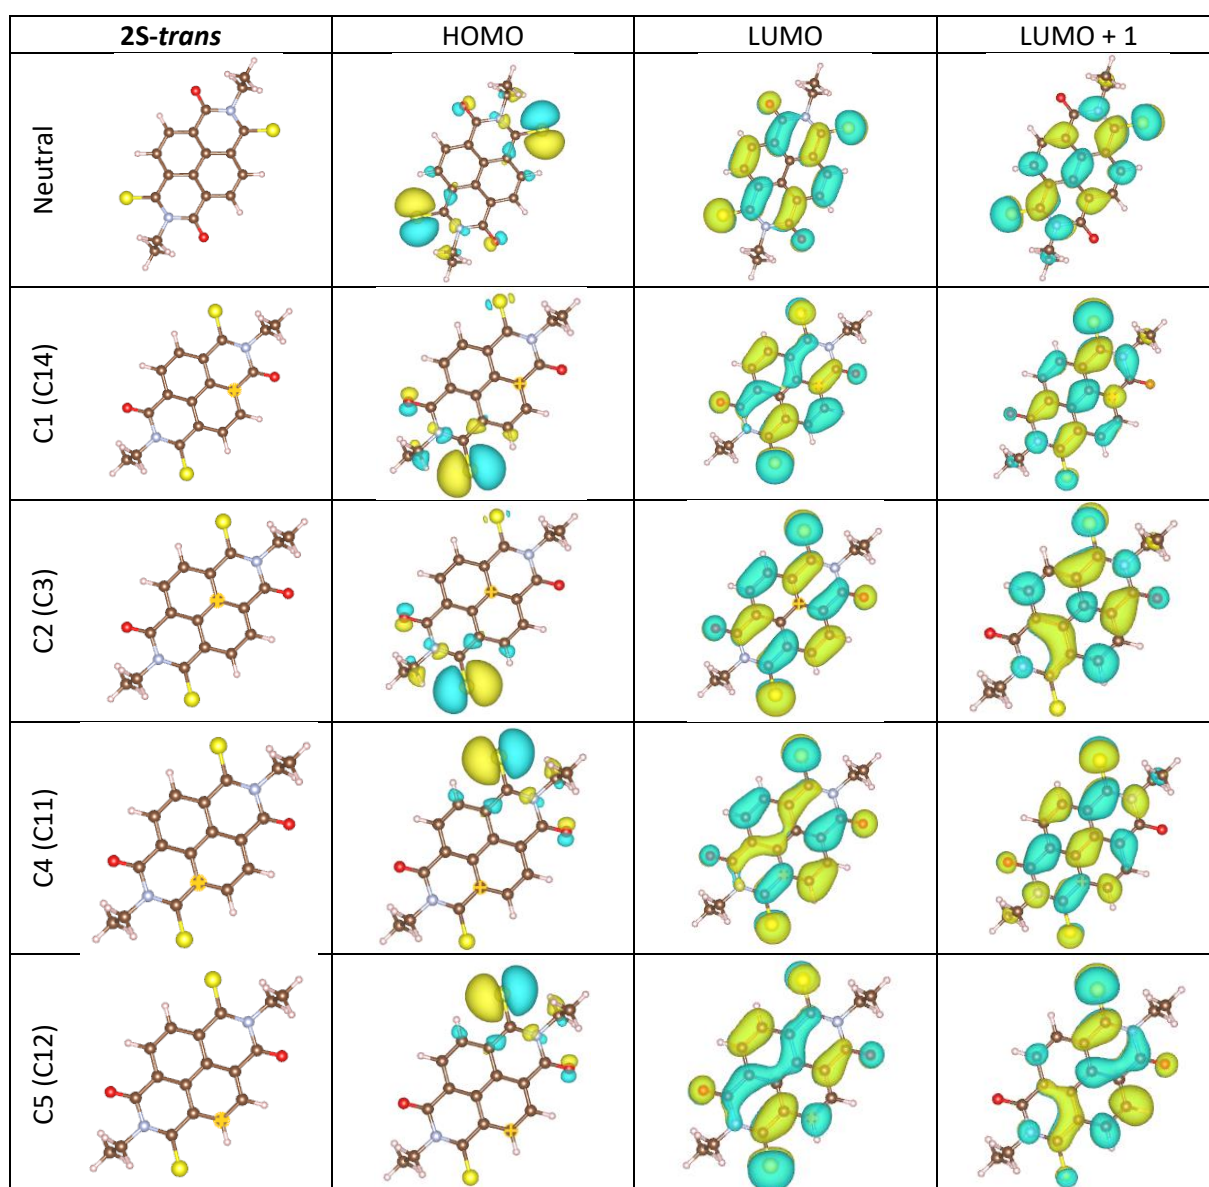 2S-trans HOMO LUMO LUMO + 1
Neutral
C1 (C14)
C2 (C3)
C4 (C11)
C5 (C12)